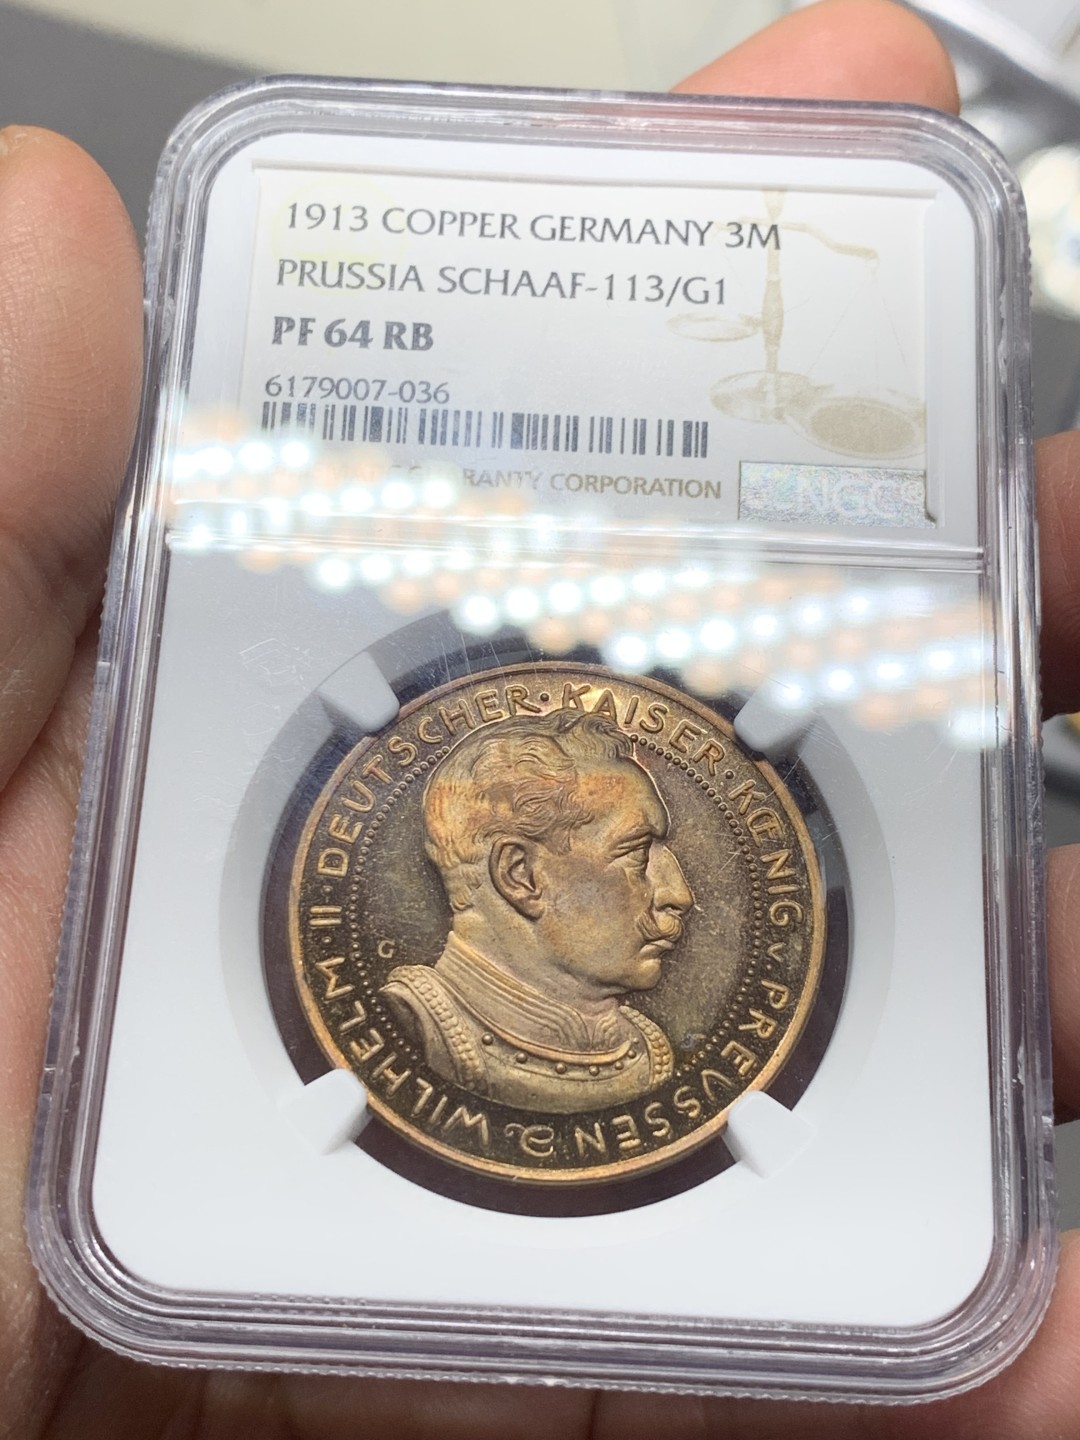 1913 COPPER GERMANY 3M
PRUSSIA SCHAAF-113/G1
PF 64 RB
6179007-036
RANTY CORPORATION
NGC®
WILHELM · II · DEUTSCHER · KAISER · KŒNIG V. PREUSSEN
G